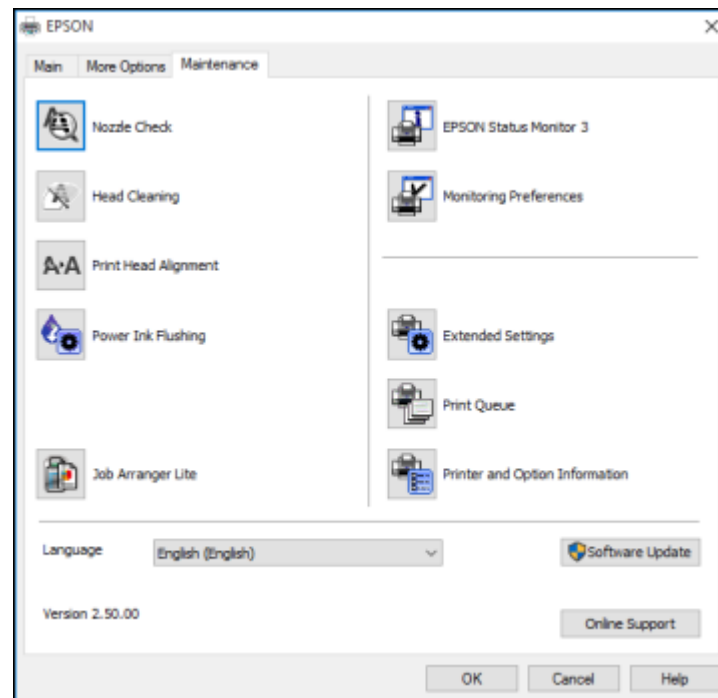 EPSON
Main
More Options
Maintenance
Nozzle Check
Head Cleaning
A·A Print Head Alignment
Power Ink Flushing
Job Arranger Lite
EPSON Status Monitor 3
Monitoring Preferences
Extended Settings
Print Queue
Printer and Option Information
Language
English (English)
Software Update
Version 2.50.00
Online Support
OK
Cancel
Help